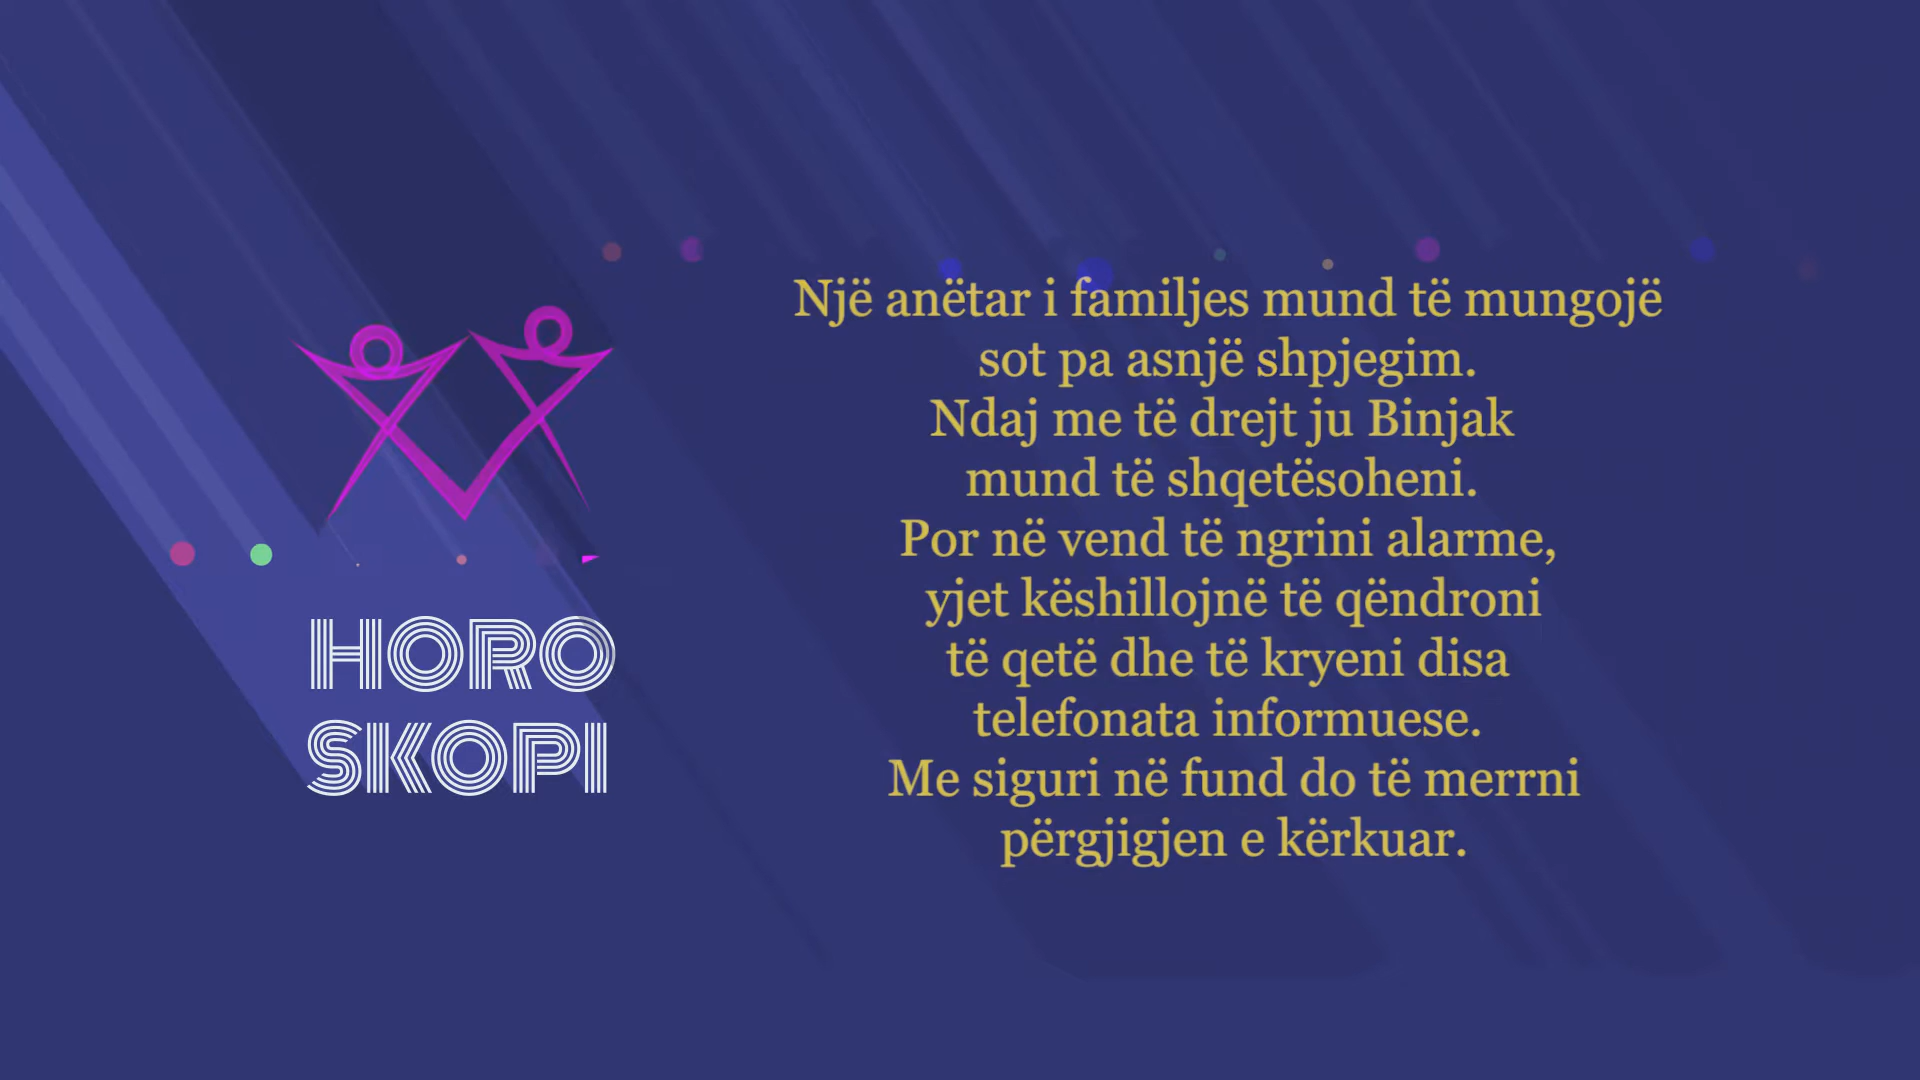 HORO
SKOPI
Një anëtar i familjes mund të mungojë
sot pa asnjë shpjegim.
Ndaj me të drejt ju Binjak
mund të shqetësoheni.
Por në vend të ngrini alarme,
yjet këshillojnë të qëndroni
të qetë dhe të kryeni disa
telefonata informuese.
Me siguri në fund do të merrni
përgjigjen e kërkuar.